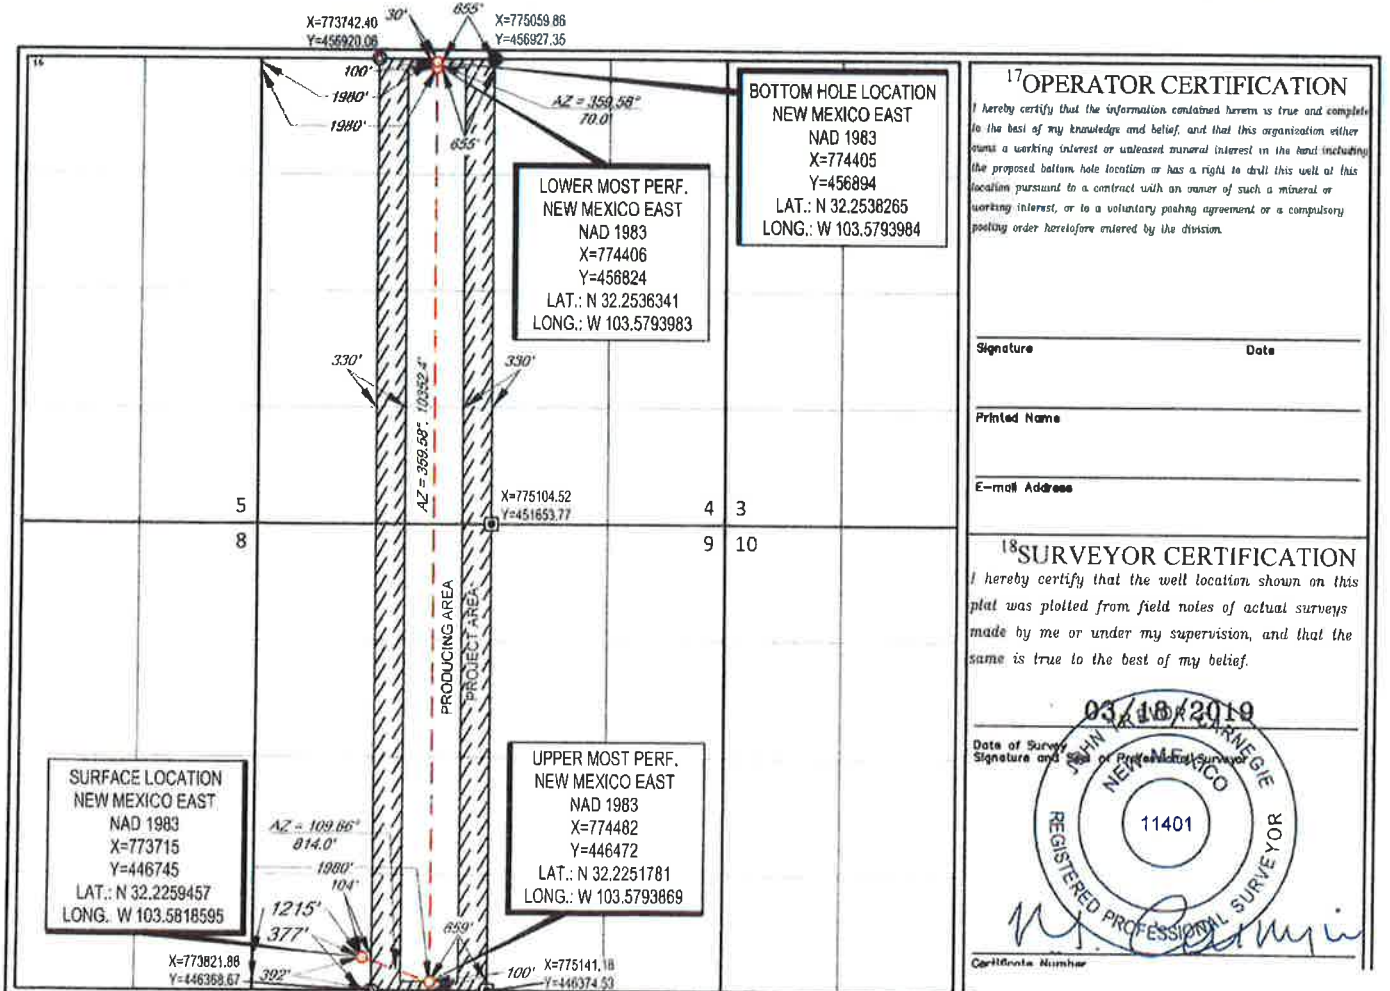 X=773742.40
Y=456920.06
30'
655'
X=775059.86
Y=456927.35
16
100'
1980'
1980'
655'
AZ = 359.58°
70.0'
BOTTOM HOLE LOCATION
NEW MEXICO EAST
NAD 1983
X=774405
Y=456894
LAT.: N 32.2538265
LONG.: W 103.5793984
LOWER MOST PERF.
NEW MEXICO EAST
NAD 1983
X=774406
Y=456824
LAT.: N 32.2536341
LONG.: W 103.5793983
330'
330'
AZ = 359.58°, 10352.4'
X=775104.52
Y=451653.77
5
4
3
8
9
10
PRODUCING AREA
PROJECT AREA
SURFACE LOCATION
NEW MEXICO EAST
NAD 1983
X=773715
Y=446745
LAT.: N 32.2259457
LONG. W 103.5818595
AZ = 109.66°
814.0'
1980'
104'
1215'
377'
392'
X=773821.86
Y=446368.67
UPPER MOST PERF.
NEW MEXICO EAST
NAD 1983
X=774482
Y=446472
LAT.: N 32.2251781
LONG.: W 103.5793869
659'
100'
X=775141.18
Y=446374.53
17 OPERATOR CERTIFICATION
I hereby certify that the information contained herein is true and complete
to the best of my knowledge and belief, and that this organization either
owns a working interest or unleased mineral interest in the land including
the proposed bottom hole location or has a right to drill this well at this
location pursuant to a contract with an owner of such a mineral or
working interest, or to a voluntary pooling agreement or a compulsory
pooling order heretofore entered by the division.
Signature Date
Printed Name
E-mail Address
18 SURVEYOR CERTIFICATION
I hereby certify that the well location shown on this
plat was plotted from field notes of actual surveys
made by me or under my supervision, and that the
same is true to the best of my belief.
03/18/2019
Date of Survey
Signature and Seal of Professional Surveyor
NEW MEXICO
11401
REGISTERED PROFESSIONAL SURVEYOR
Certificate Number